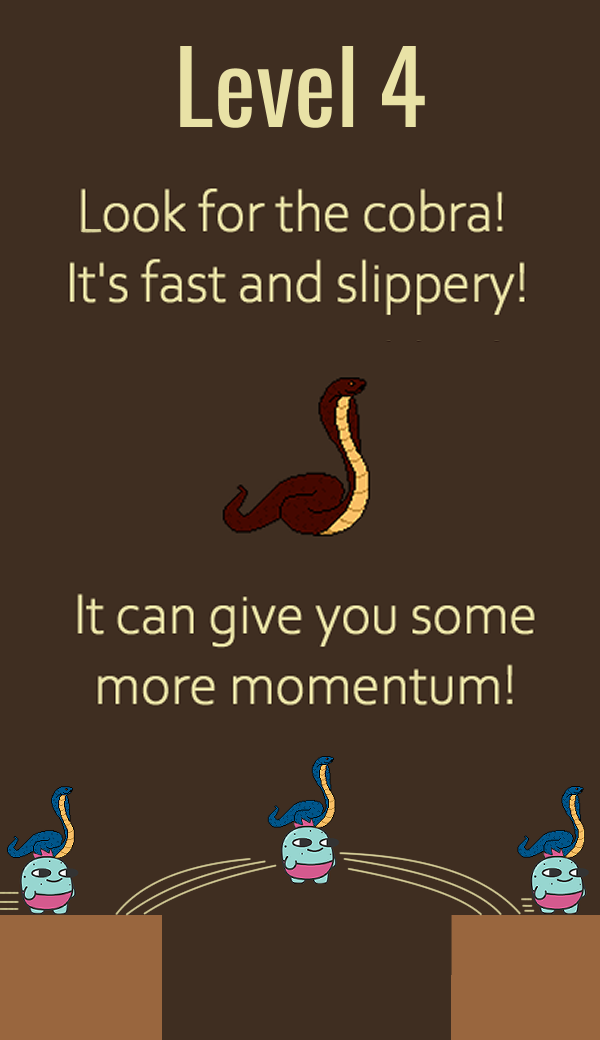 Level 4
Look for the cobra!
It's fast and slippery!
It can give you some
more momentum!